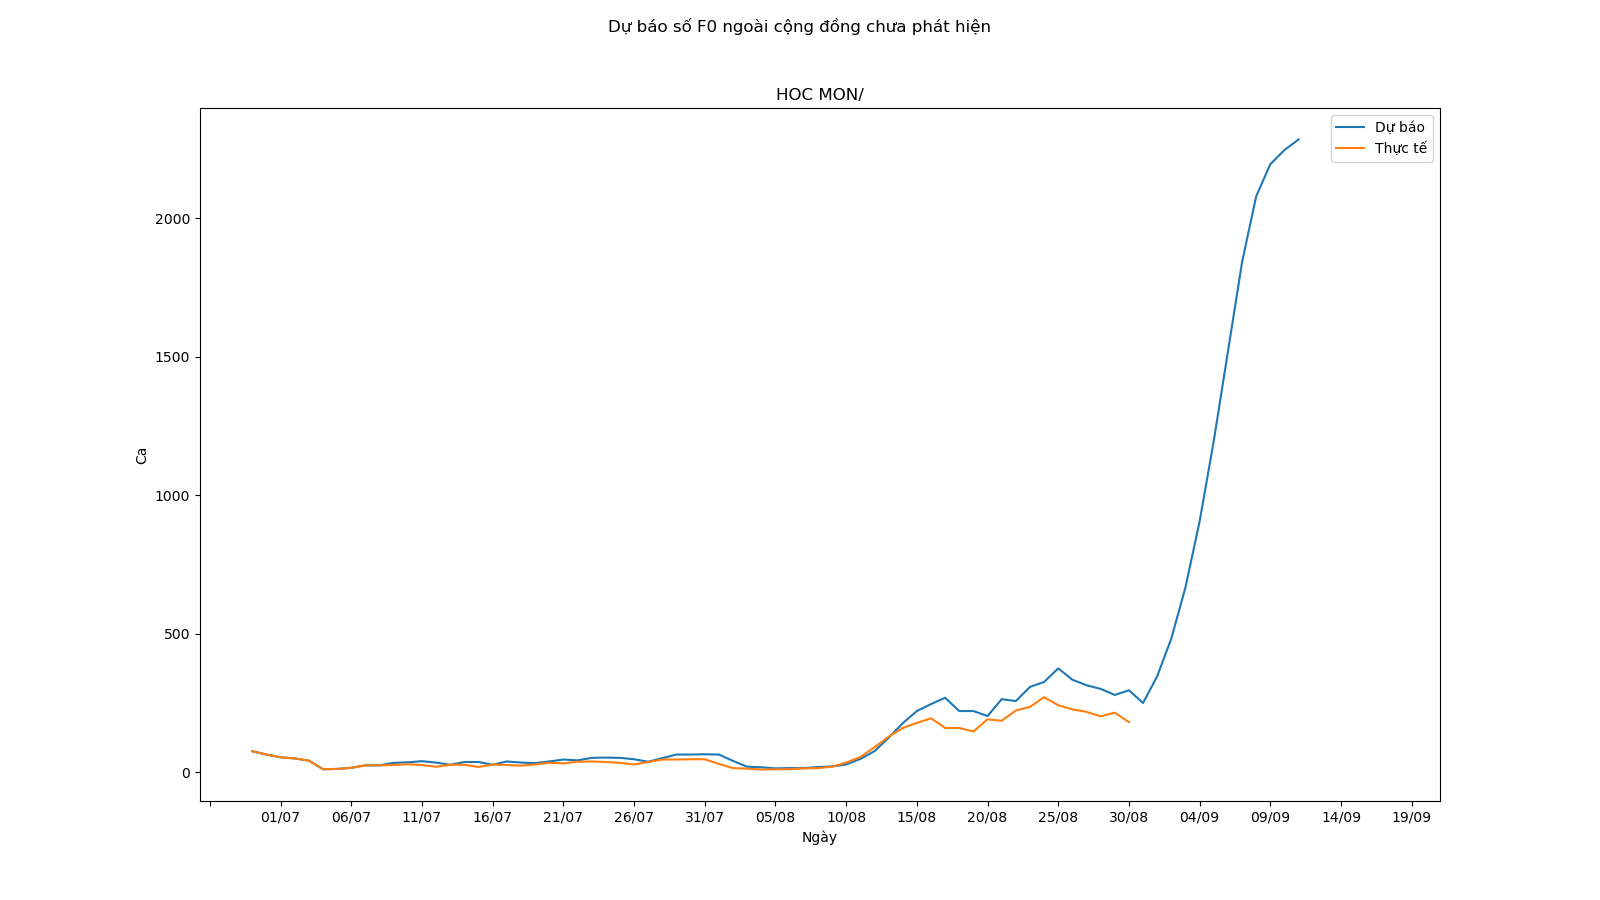 Dự báo số F0 ngoài cộng đồng chưa phát hiện
HOC MON/
Dự báo
Thực tế
2000
1500
1000
500
0
Ca
01/07 06/07 11/07 16/07 21/07 26/07 31/07 05/08 10/08 15/08 20/08 25/08 30/08 04/09 09/09 14/09 19/09
Ngày